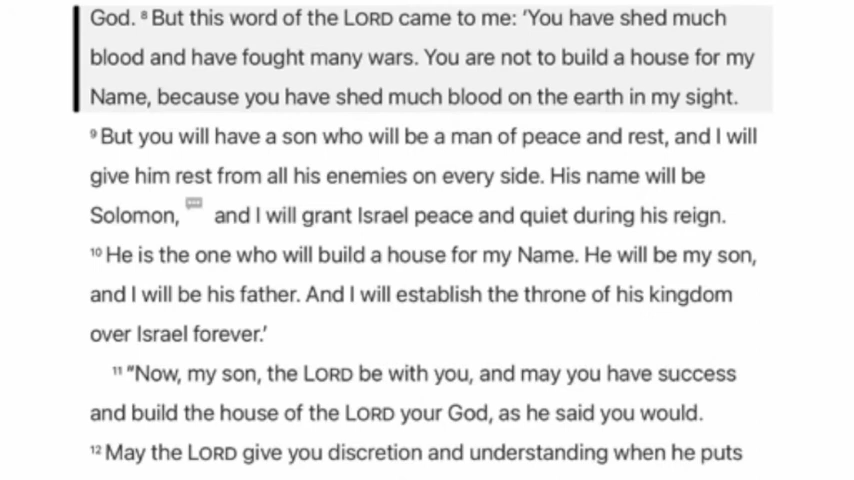 God. 8 But this word of the LORD came to me: ‘You have shed much
blood and have fought many wars. You are not to build a house for my
Name, because you have shed much blood on the earth in my sight.
9 But you will have a son who will be a man of peace and rest, and I will
give him rest from all his enemies on every side. His name will be
Solomon, and I will grant Israel peace and quiet during his reign.
10 He is the one who will build a house for my Name. He will be my son,
and I will be his father. And I will establish the throne of his kingdom
over Israel forever.’
11 “Now, my son, the LORD be with you, and may you have success
and build the house of the LORD your God, as he said you would.
12 May the LORD give you discretion and understanding when he puts